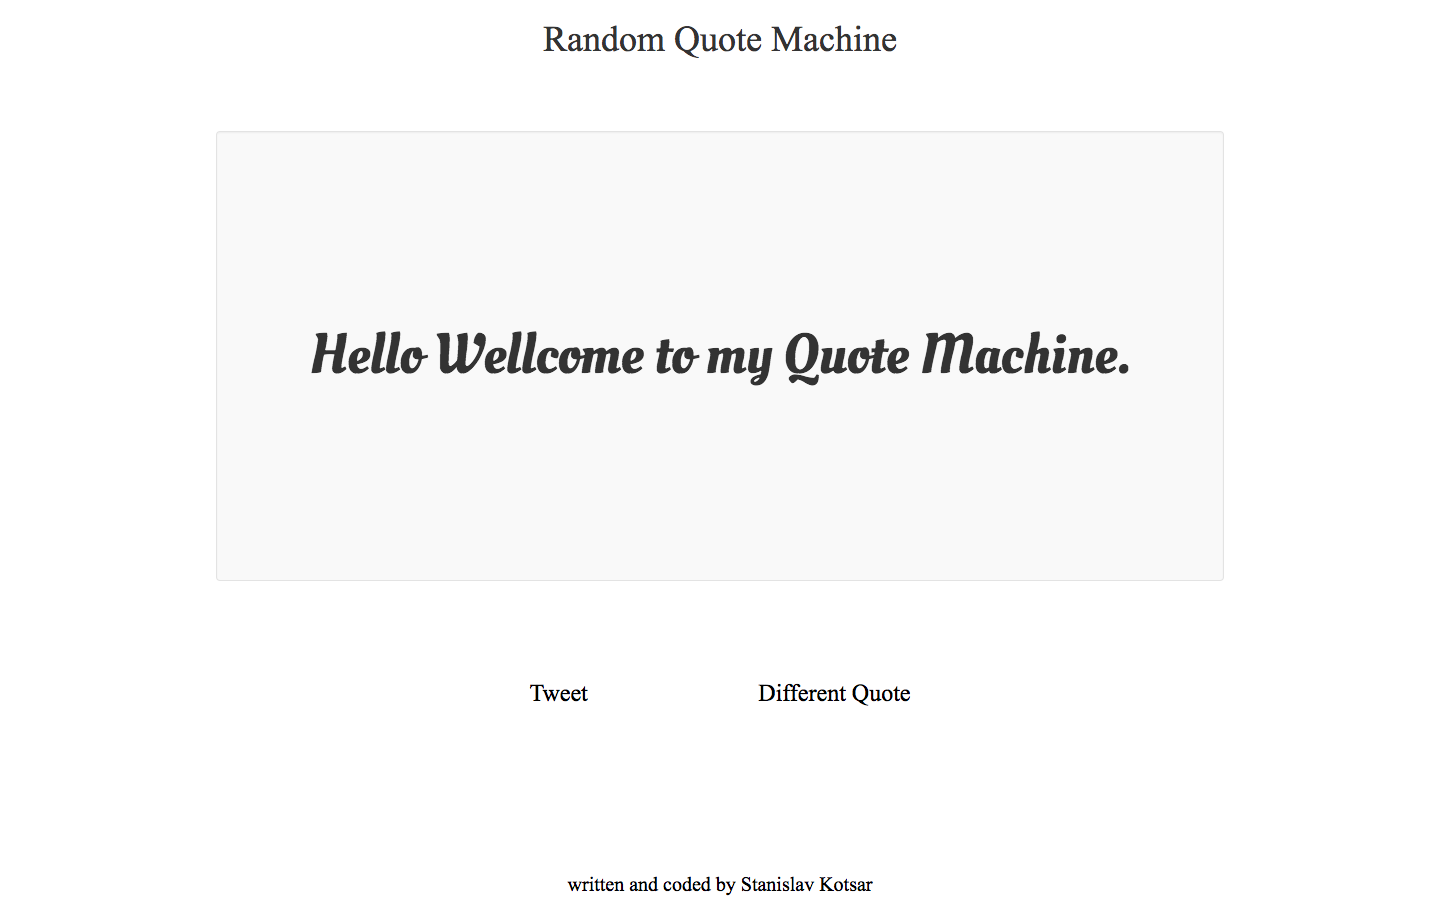 Random Quote Machine
Hello Wellcome to my Quote Machine.
Tweet
Different Quote
written and coded by Stanislav Kotsar